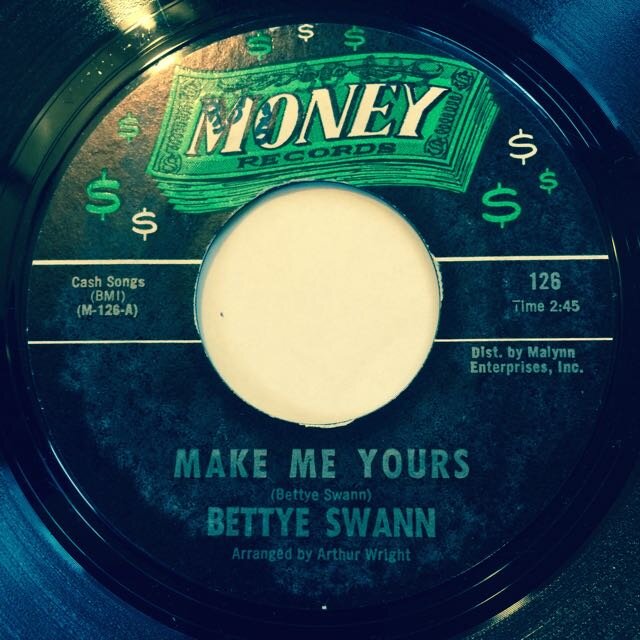 $ $ $
MONEY
RECORDS
$ $
$ $
$ $
Cash Songs
(BMI)
(M-126-A)
126
Time 2:45
Dist. by Malynn
Enterprises, Inc.
MAKE ME YOURS
(Bettye Swann)
BETTYE SWANN
Arranged by Arthur Wright